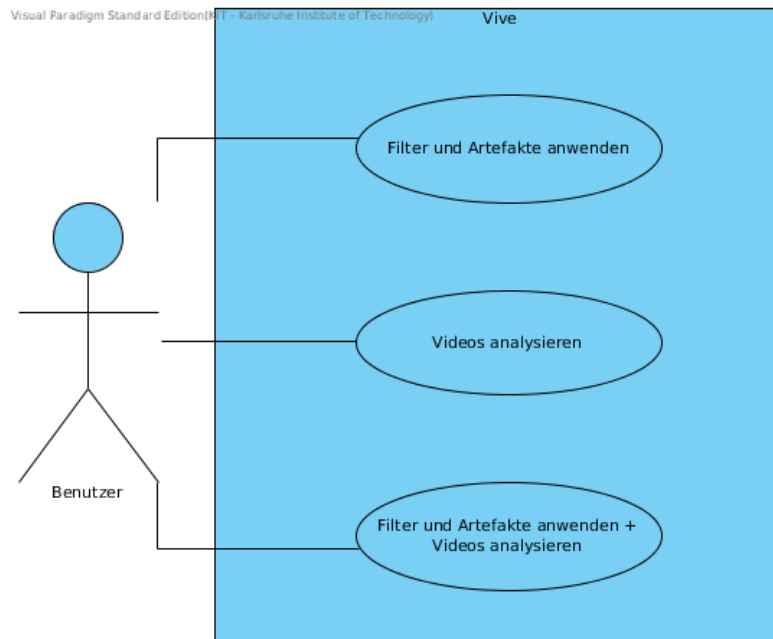 Visual Paradigm Standard Edition(KIT - Karlsruhe Institute of Technology)
Vive
Filter und Artefakte anwenden
Videos analysieren
Benutzer
Filter und Artefakte anwenden +
Videos analysieren